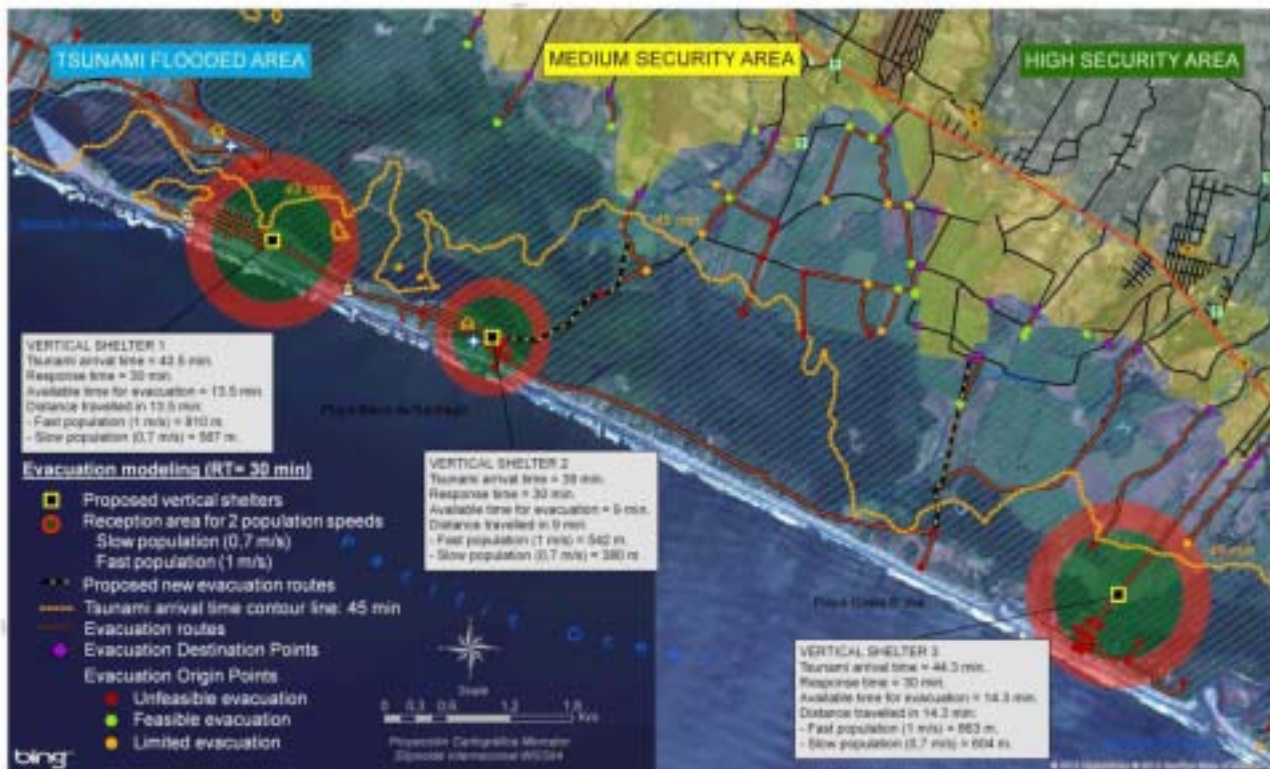 TSUNAMI FLOODED AREA
MEDIUM SECURITY AREA
HIGH SECURITY AREA
45 min
45 min
VERTICAL SHELTER 1
Tsunami arrival time = 43.5 min.
Response time = 30 min.
Available time for evacuation = 13.5 min.
Distance travelled in 13.5 min:
- Fast population (1 m/s) = 810 m.
- Slow population (0,7 m/s) = 567 m.
VERTICAL SHELTER 2
Tsunami arrival time = 39 min.
Response time = 30 min.
Available time for evacuation = 9 min.
Distance travelled in 9 min:
- Fast population (1 m/s) = 542 m.
- Slow population (0.7 m/s) = 380 m
VERTICAL SHELTER 3
Tsunami arrival time = 44.3 min.
Response time = 30 min.
Available time for evacuation = 14.3 min.
Distance travelled in 14.3 min:
- Fast population (1 m/s) = 863 m.
- Slow population (0,7 m/s) = 604 m.
Evacuation modeling (RT= 30 min)
Proposed vertical shelters
Reception area for 2 population speeds
Slow population (0,7 m/s)
Fast population (1 m/s)
Proposed new evacuation routes
Tsunami arrival time contour line: 45 min
Evacuation routes
Evacuation Destination Points
Evacuation Origin Points
Unfeasible evacuation
Feasible evacuation
Limited evacuation
Scale
0 0.3 0.6 1.2 1.8
Km
Proyección Cartográfica Mercator
Elipsoide internacional WGS84
bing